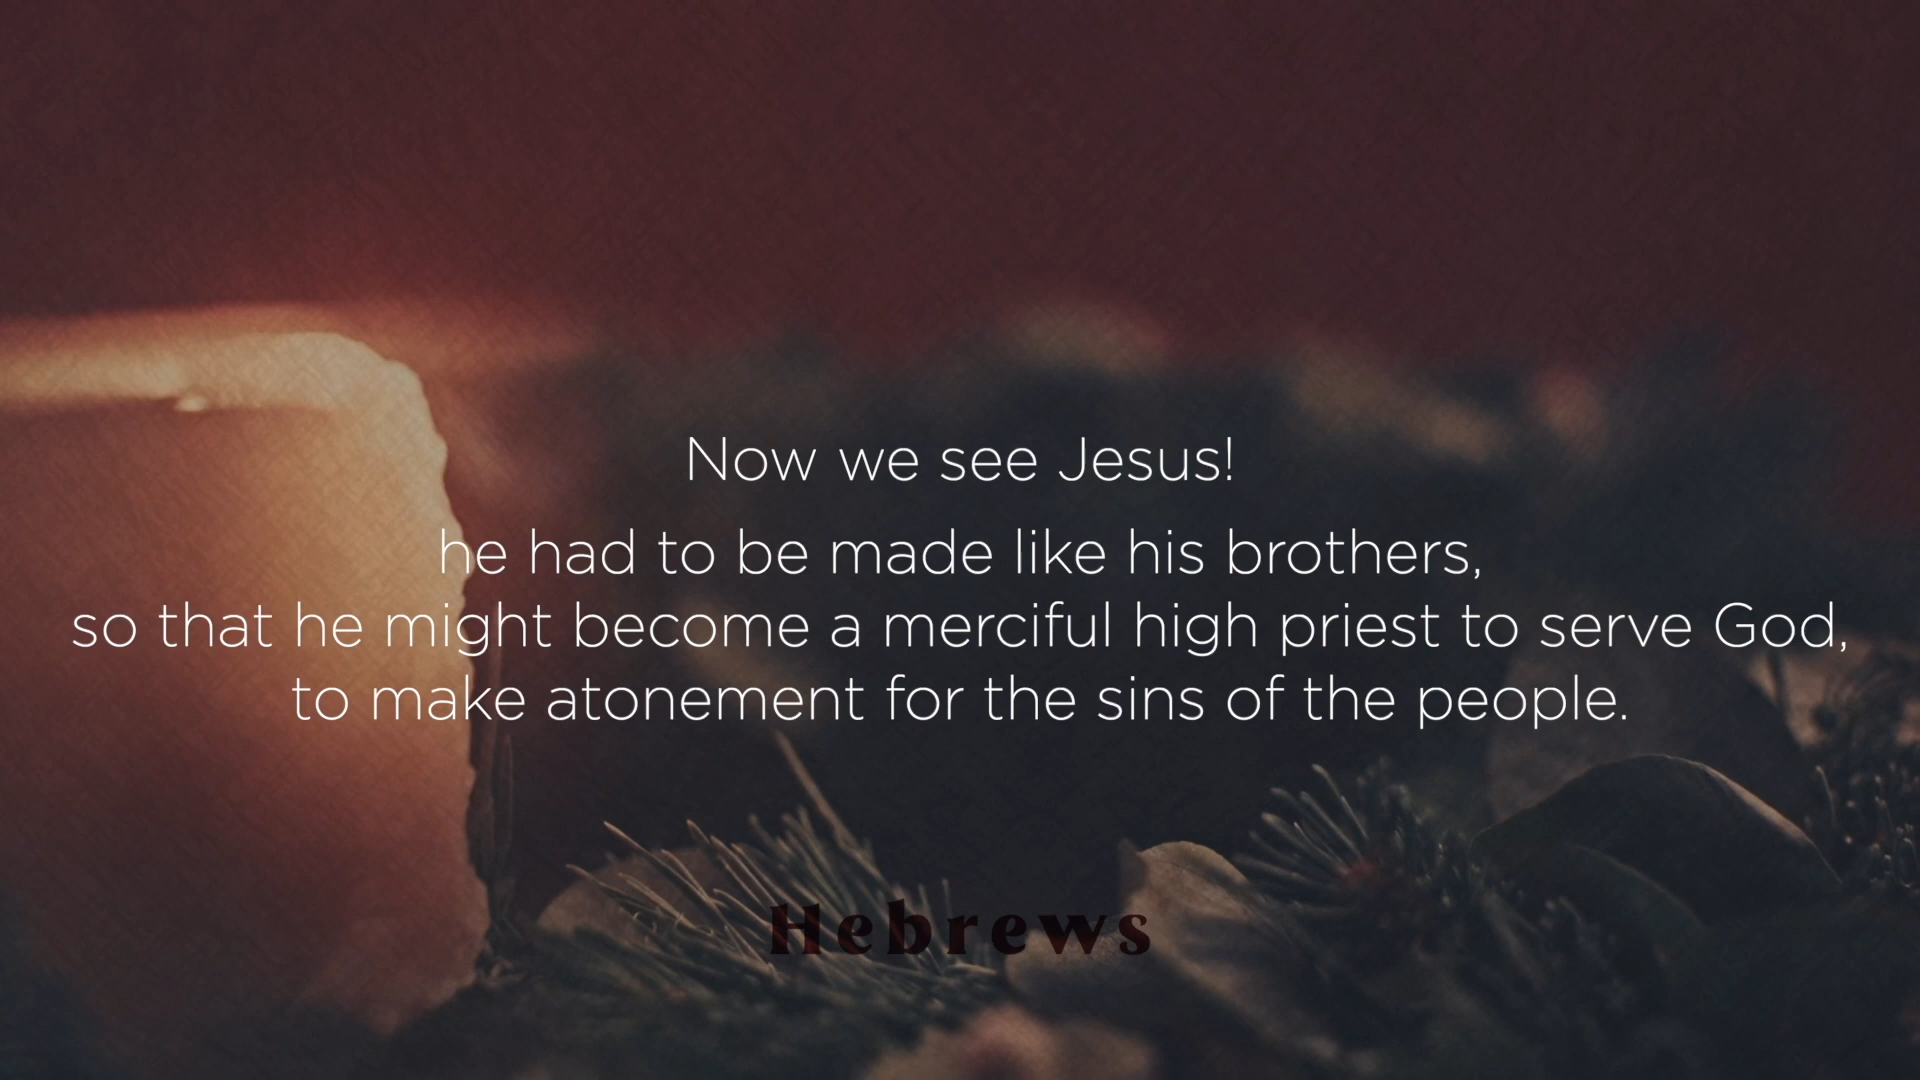 Now we see Jesus!
he had to be made like his brothers,
so that he might become a merciful high priest to serve God,
to make atonement for the sins of the people.
Hebrews